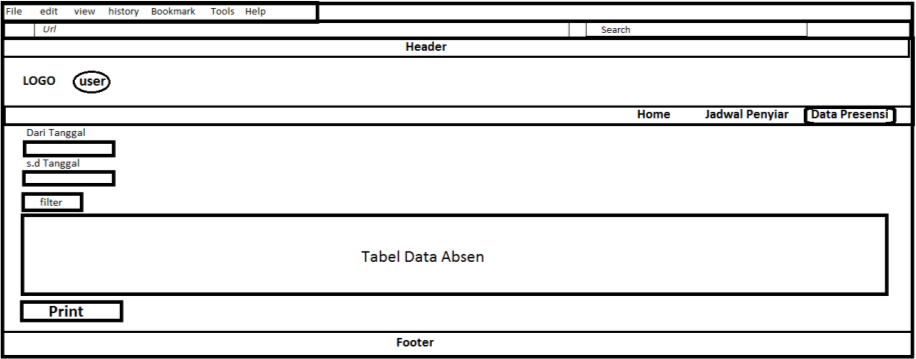 File edit view history Bookmark Tools Help
Url Search
Header
LOGO user
Home Jadwal Penyiar Data Presensi
Dari Tanggal
s.d Tanggal
filter
Tabel Data Absen
Print
Footer